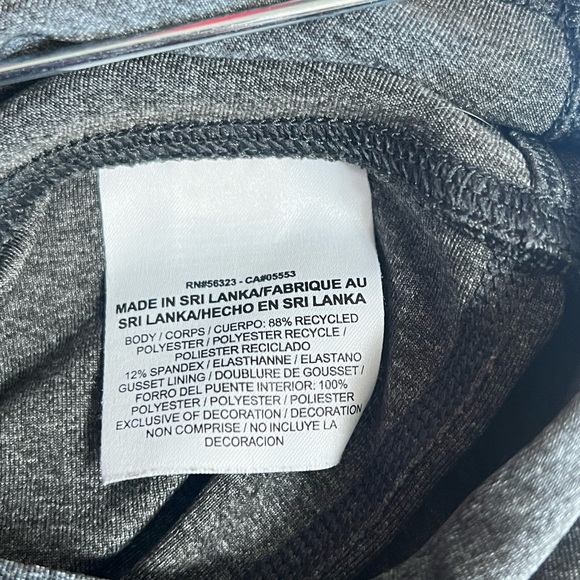 RN#56323 - CA#05553
MADE IN SRI LANKA/FABRIQUE AU
SRI LANKA/HECHO EN SRI LANKA
BODY / CORPS / CUERPO: 88% RECYCLED
POLYESTER / POLYESTER RECYCLE /
POLIESTER RECICLADO
12% SPANDEX / ELASTHANNE / ELASTANO
GUSSET LINING / DOUBLURE DE GOUSSET /
FORRO DEL PUENTE INTERIOR: 100%
POLYESTER / POLYESTER / POLIESTER
EXCLUSIVE OF DECORATION / DECORATION
NON COMPRISE / NO INCLUYE LA
DECORACION